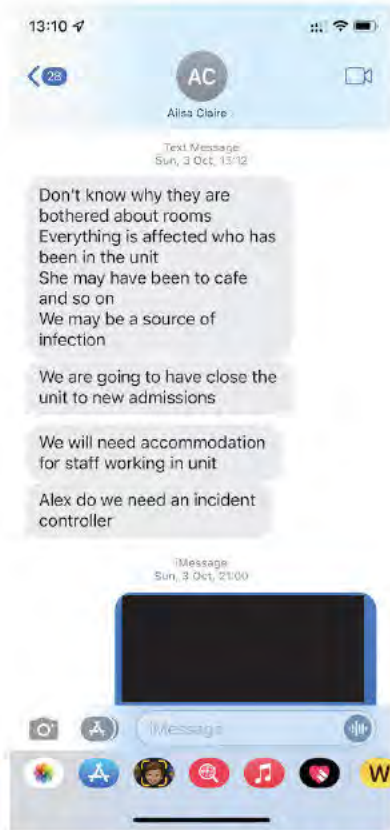 13:10
28
AC
Ailsa Claire
Text Message
Sun, 3 Oct, 13:12
Don't know why they are
bothered about rooms
Everything is affected who has
been in the unit
She may have been to cafe
and so on
We may be a source of
infection
We are going to have close the
unit to new admissions
We will need accommodation
for staff working in unit
Alex do we need an incident
controller
iMessage
Sun, 3 Oct, 21:00
iMessage
W